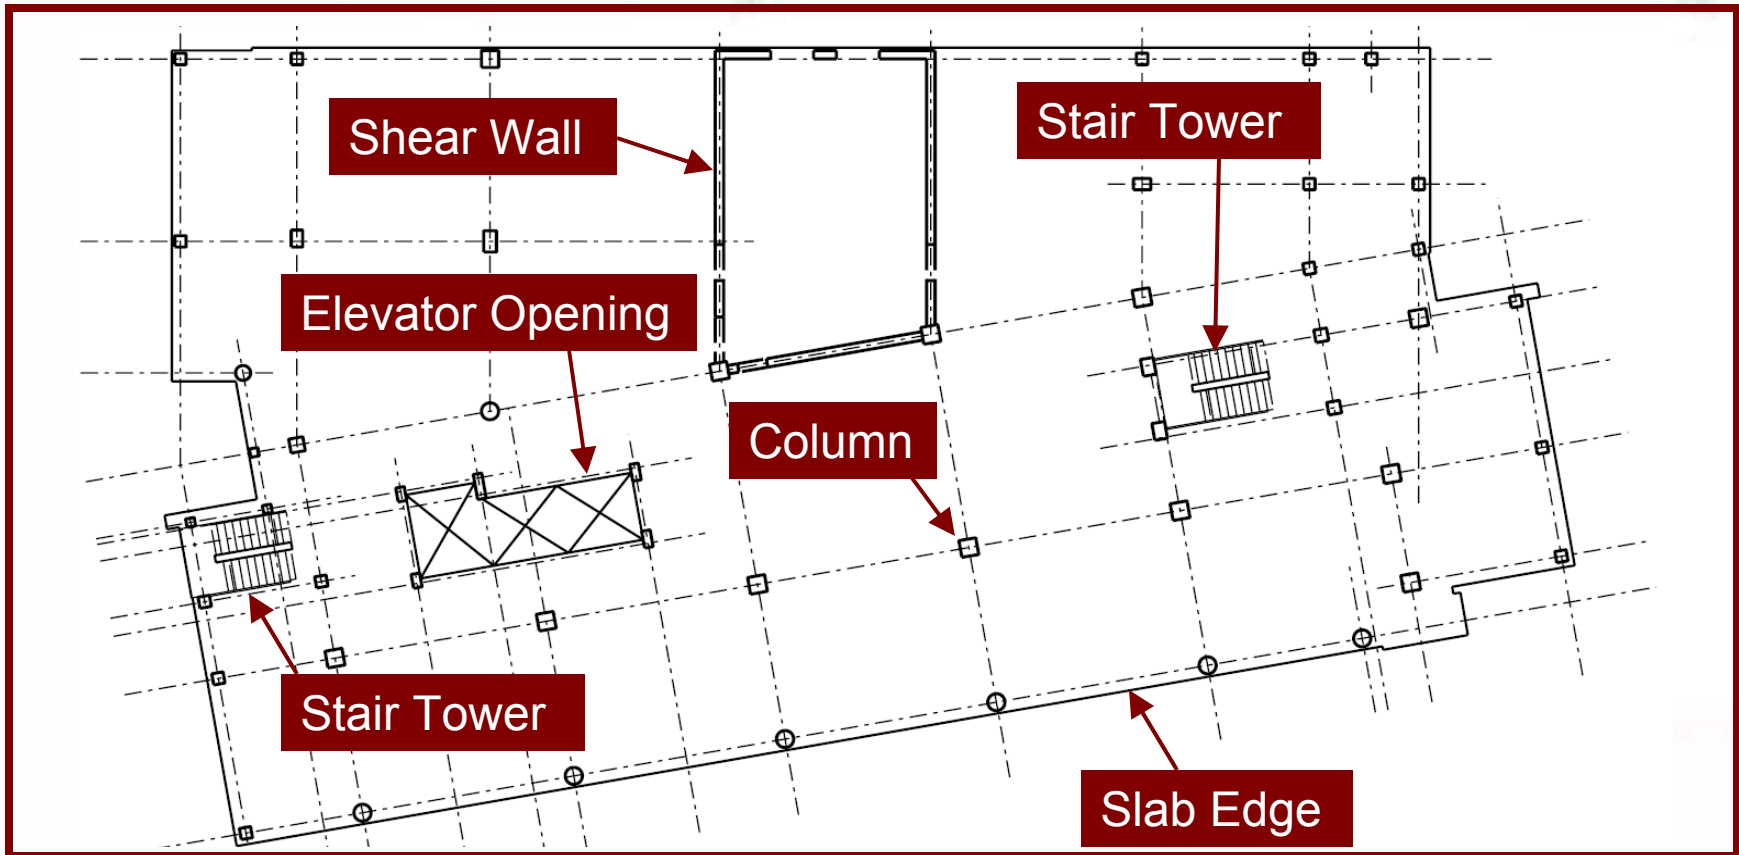 Shear Wall
Stair Tower
Elevator Opening
Column
Stair Tower
Slab Edge